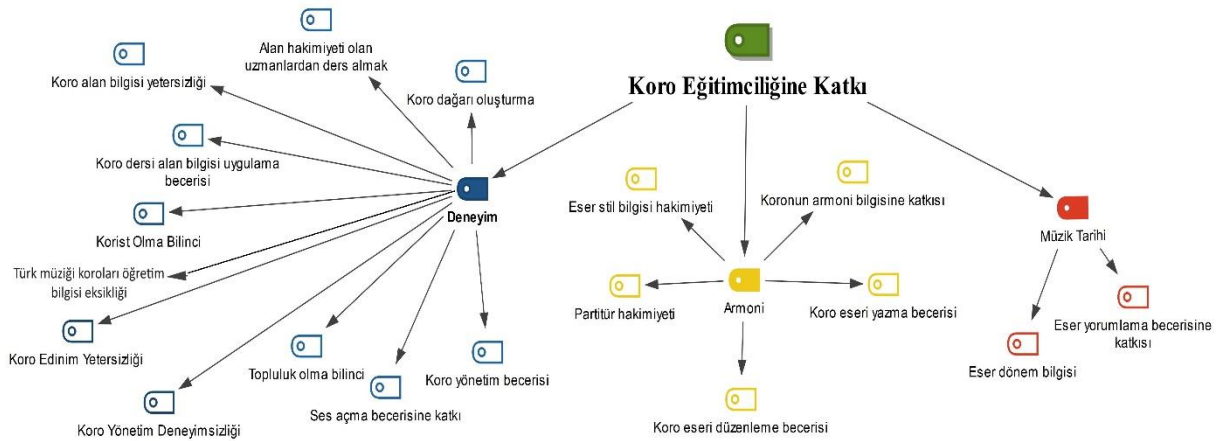 Koro Eğitimciliğine Katkı
Alan hakimiyeti olan
uzmanlardan ders almak
Koro alan bilgisi yetersizliği
Koro dağarı oluşturma
Koro dersi alan bilgisi uygulama
becerisi
Korist Olma Bilinci
Türk müziği koroları öğretim
bilgisi eksikliği
Koro Edinim Yetersizliği
Koro Yönetim Deneyimsizliği
Topluluk olma bilinci
Ses açma becerisine katkı
Koro yönetim becerisi
Deneyim
Eser stil bilgisi hakimiyeti
Koronun armoni bilgisine katkısı
Partitür hakimiyeti
Armoni
Koro eseri yazma becerisi
Koro eseri düzenleme becerisi
Müzik Tarihi
Eser yorumlama becerisine
katkısı
Eser dönem bilgisi